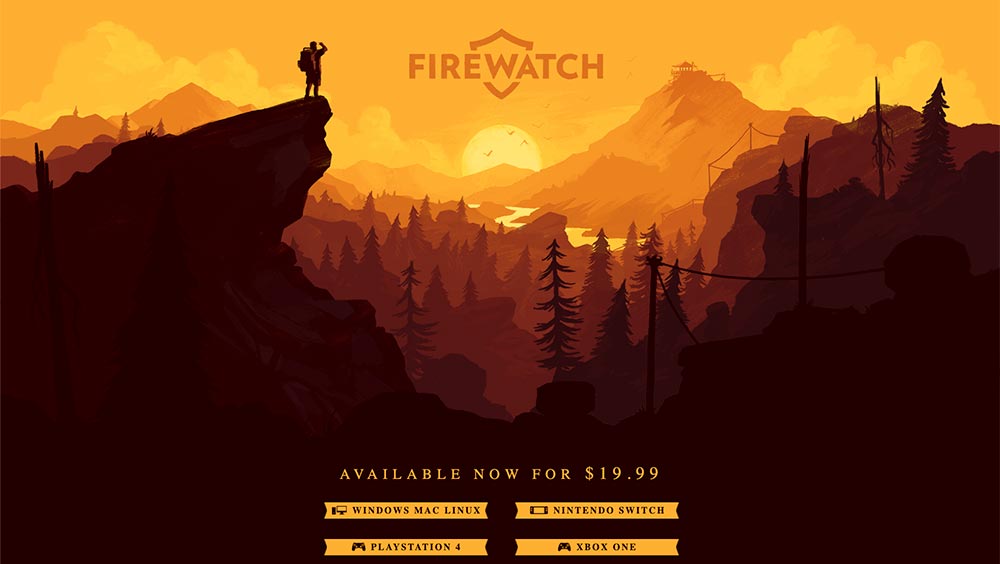 FIREWATCH
AVAILABLE NOW FOR $19.99
WINDOWS MAC LINUX
NINTENDO SWITCH
PLAYSTATION 4
XBOX ONE